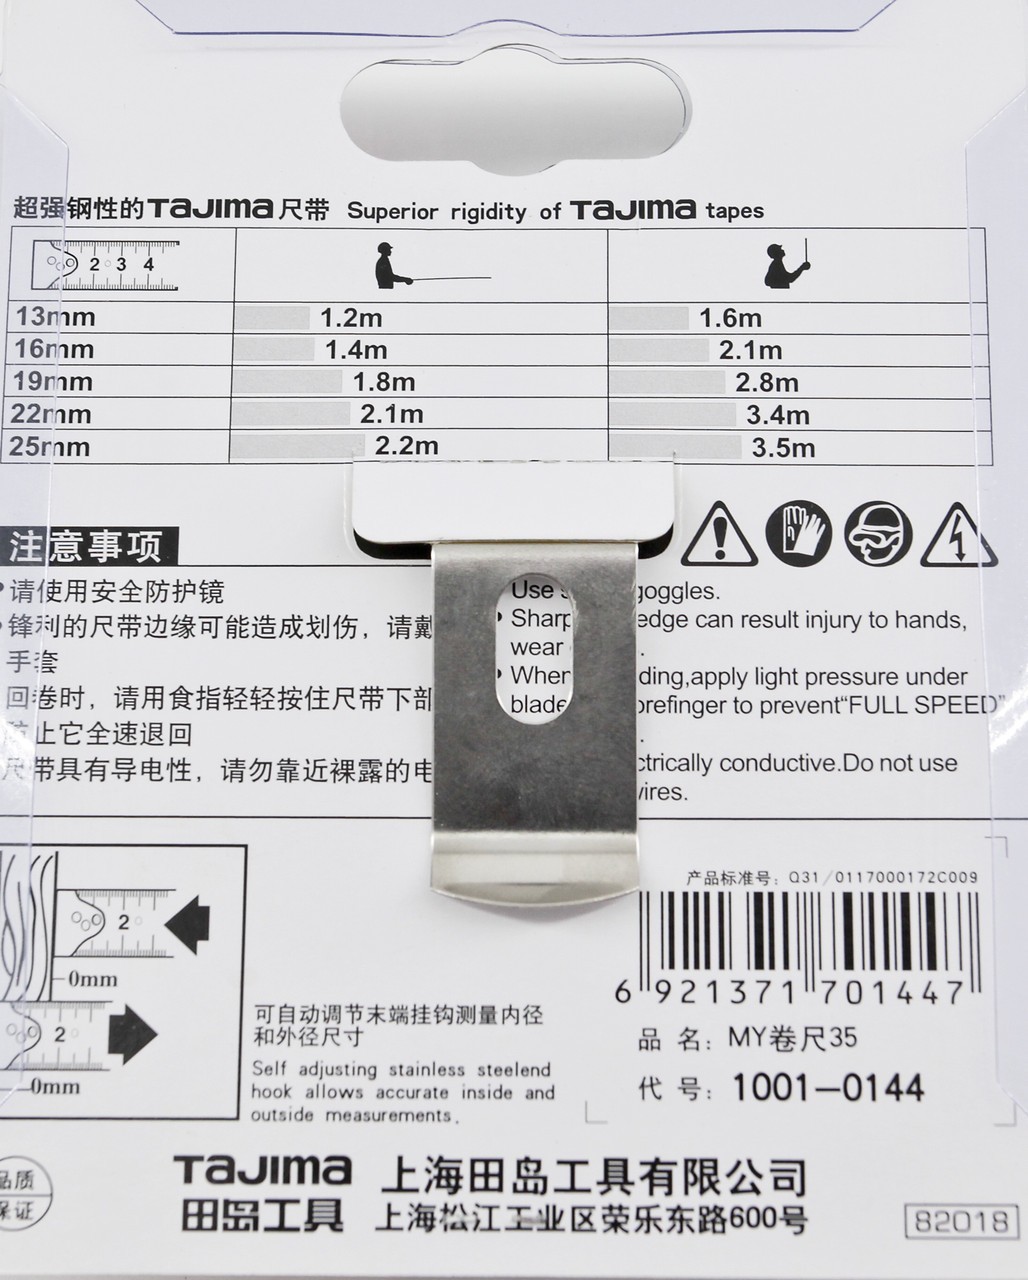 超强钢性的TAJIMA尺带 Superior rigidity of TAJIMA tapes
2 3 4
13mm 1.2m 1.6m
16mm 1.4m 2.1m
19mm 1.8m 2.8m
22mm 2.1m 3.4m
25mm 2.2m 3.5m
注意事项
请使用安全防护镜
锋利的尺带边缘可能造成划伤，请戴
手套
回卷时，请用食指轻轻按住尺带下部
防止它全速退回
尺带具有导电性，请勿靠近裸露的电
Use goggles.
• Sharp edge can result injury to hands,
wear
• When ding,apply light pressure under
blade orefinger to prevent“FULL SPEED”
ctrically conductive.Do not use
wires.
2
0mm
2
0mm
可自动调节末端挂钩测量内径
和外径尺寸
Self adjusting stainless steelend
hook allows accurate inside and
outside measurements.
产品标准号：Q31/0117000172C009
6 921371 701447
品 名：MY卷尺35
代 号：1001—0144
品质
保证
TAJIMA 上海田岛工具有限公司
田岛工具 上海松江工业区荣乐东路600号
82018